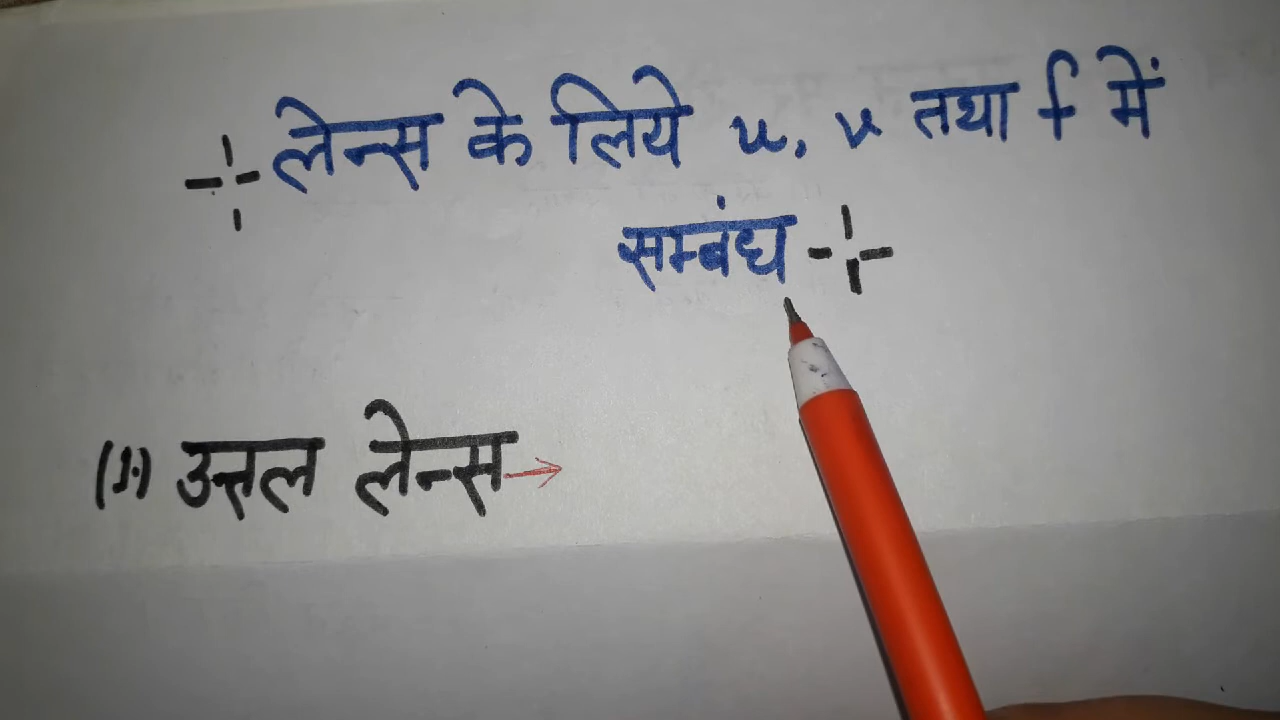 लेन्स के लिये u, v तथा f में
सम्बंध
(1) उत्तल लेन्स→